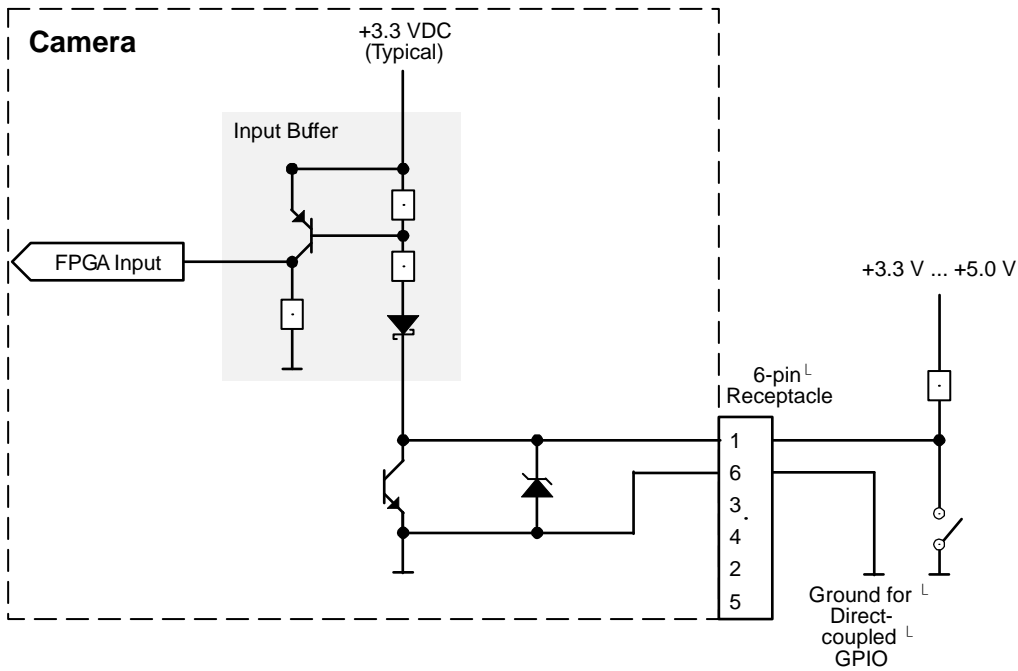 Camera
+3.3 VDC
(Typical)
Input Buffer
FPGA Input
+3.3 V ... +5.0 V
6-pin└
Receptacle
1
6
3
4
2
5
Ground for └
Direct-
coupled └
GPIO